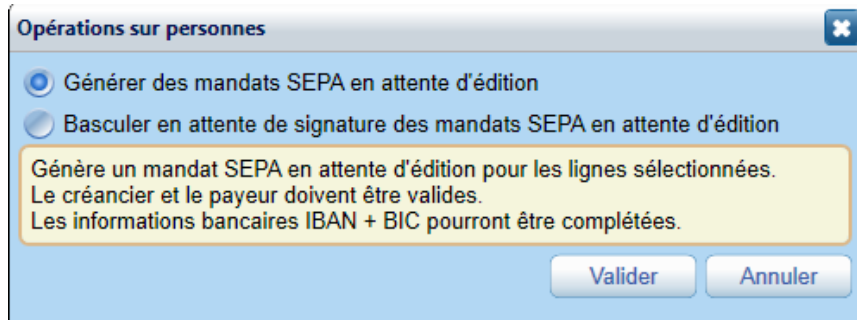 Opérations sur personnes
Générer des mandats SEPA en attente d'édition
Basculer en attente de signature des mandats SEPA en attente d'édition
Génère un mandat SEPA en attente d'édition pour les lignes sélectionnées.
Le créancier et le payeur doivent être valides.
Les informations bancaires IBAN + BIC pourront être complétées.
Valider
Annuler